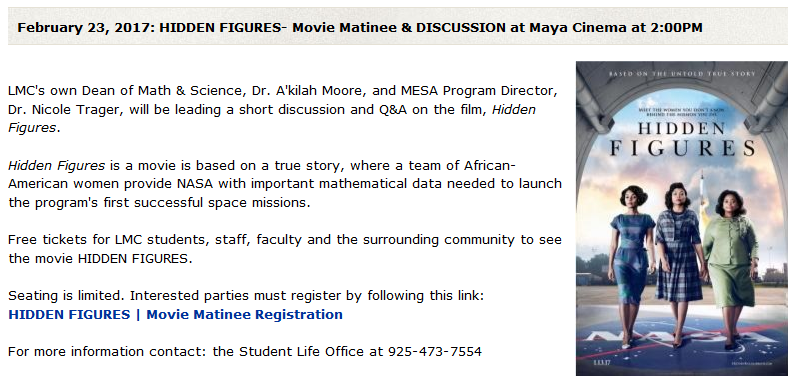 February 23, 2017: HIDDEN FIGURES- Movie Matinee & DISCUSSION at Maya Cinema at 2:00PM
LMC's own Dean of Math & Science, Dr. A'kilah Moore, and MESA Program Director,
Dr. Nicole Trager, will be leading a short discussion and Q&A on the film, Hidden
Figures.
Hidden Figures is a movie is based on a true story, where a team of African-
American women provide NASA with important mathematical data needed to launch
the program's first successful space missions.
Free tickets for LMC students, staff, faculty and the surrounding community to see
the movie HIDDEN FIGURES.
Seating is limited. Interested parties must register by following this link:
HIDDEN FIGURES | Movie Matinee Registration
For more information contact: the Student Life Office at 925-473-7554
BASED ON THE UNTOLD TRUE STORY
MEET THE WOMEN YOU DON'T KNOW,
BEHIND THE MISSION YOU DO.
HIDDEN
FIGURES
NASA
1.13.17